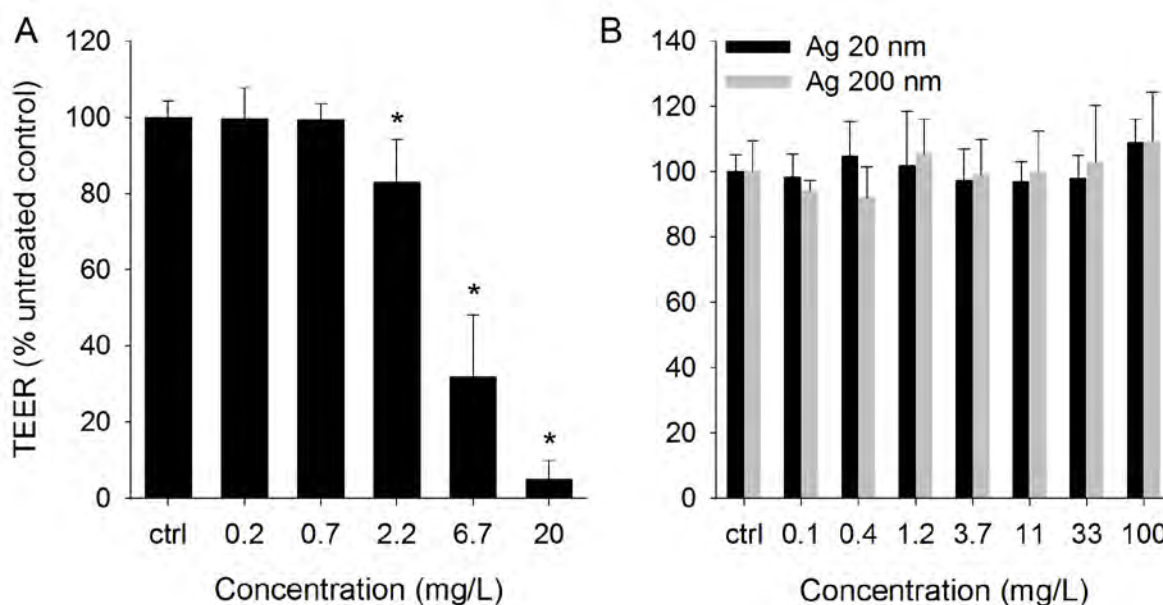 A
120
100
80
60
40
20
0
TEER (% untreated control)
*
*
*
ctrl 0.2 0.7 2.2 6.7 20
Concentration (mg/L)
B
140
120
100
80
60
40
20
0
Ag 20 nm
Ag 200 nm
ctrl 0.1 0.4 1.2 3.7 11 33 100
Concentration (mg/L)